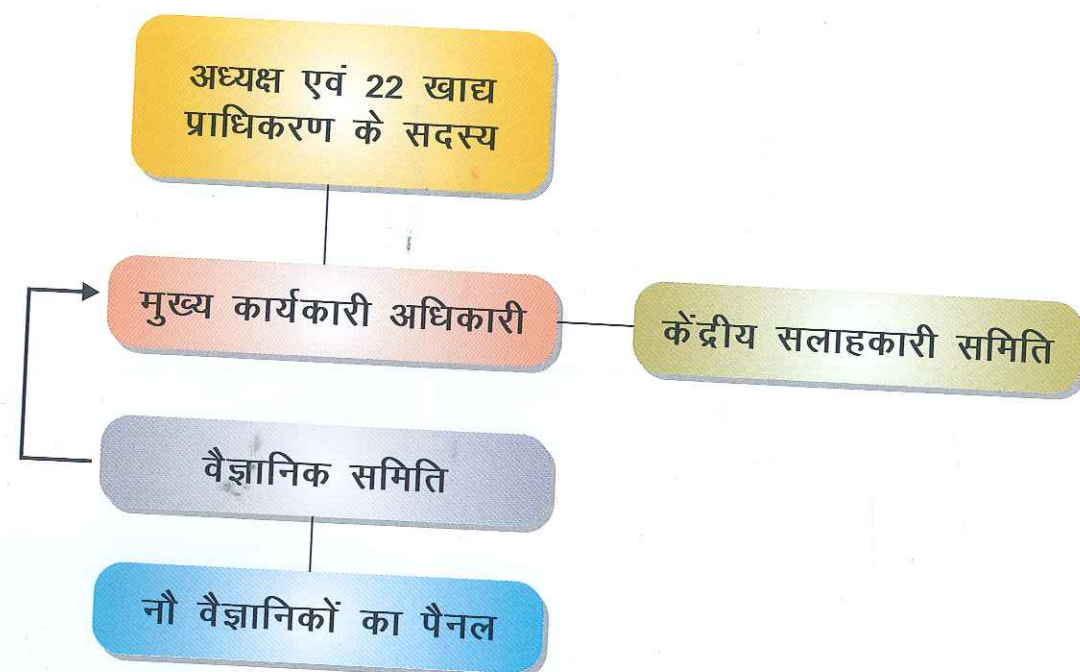 अध्यक्ष एवं 22 खाद्य
प्राधिकरण के सदस्य
मुख्य कार्यकारी अधिकारी
केंद्रीय सलाहकारी समिति
वैज्ञानिक समिति
नौ वैज्ञानिकों का पैनल